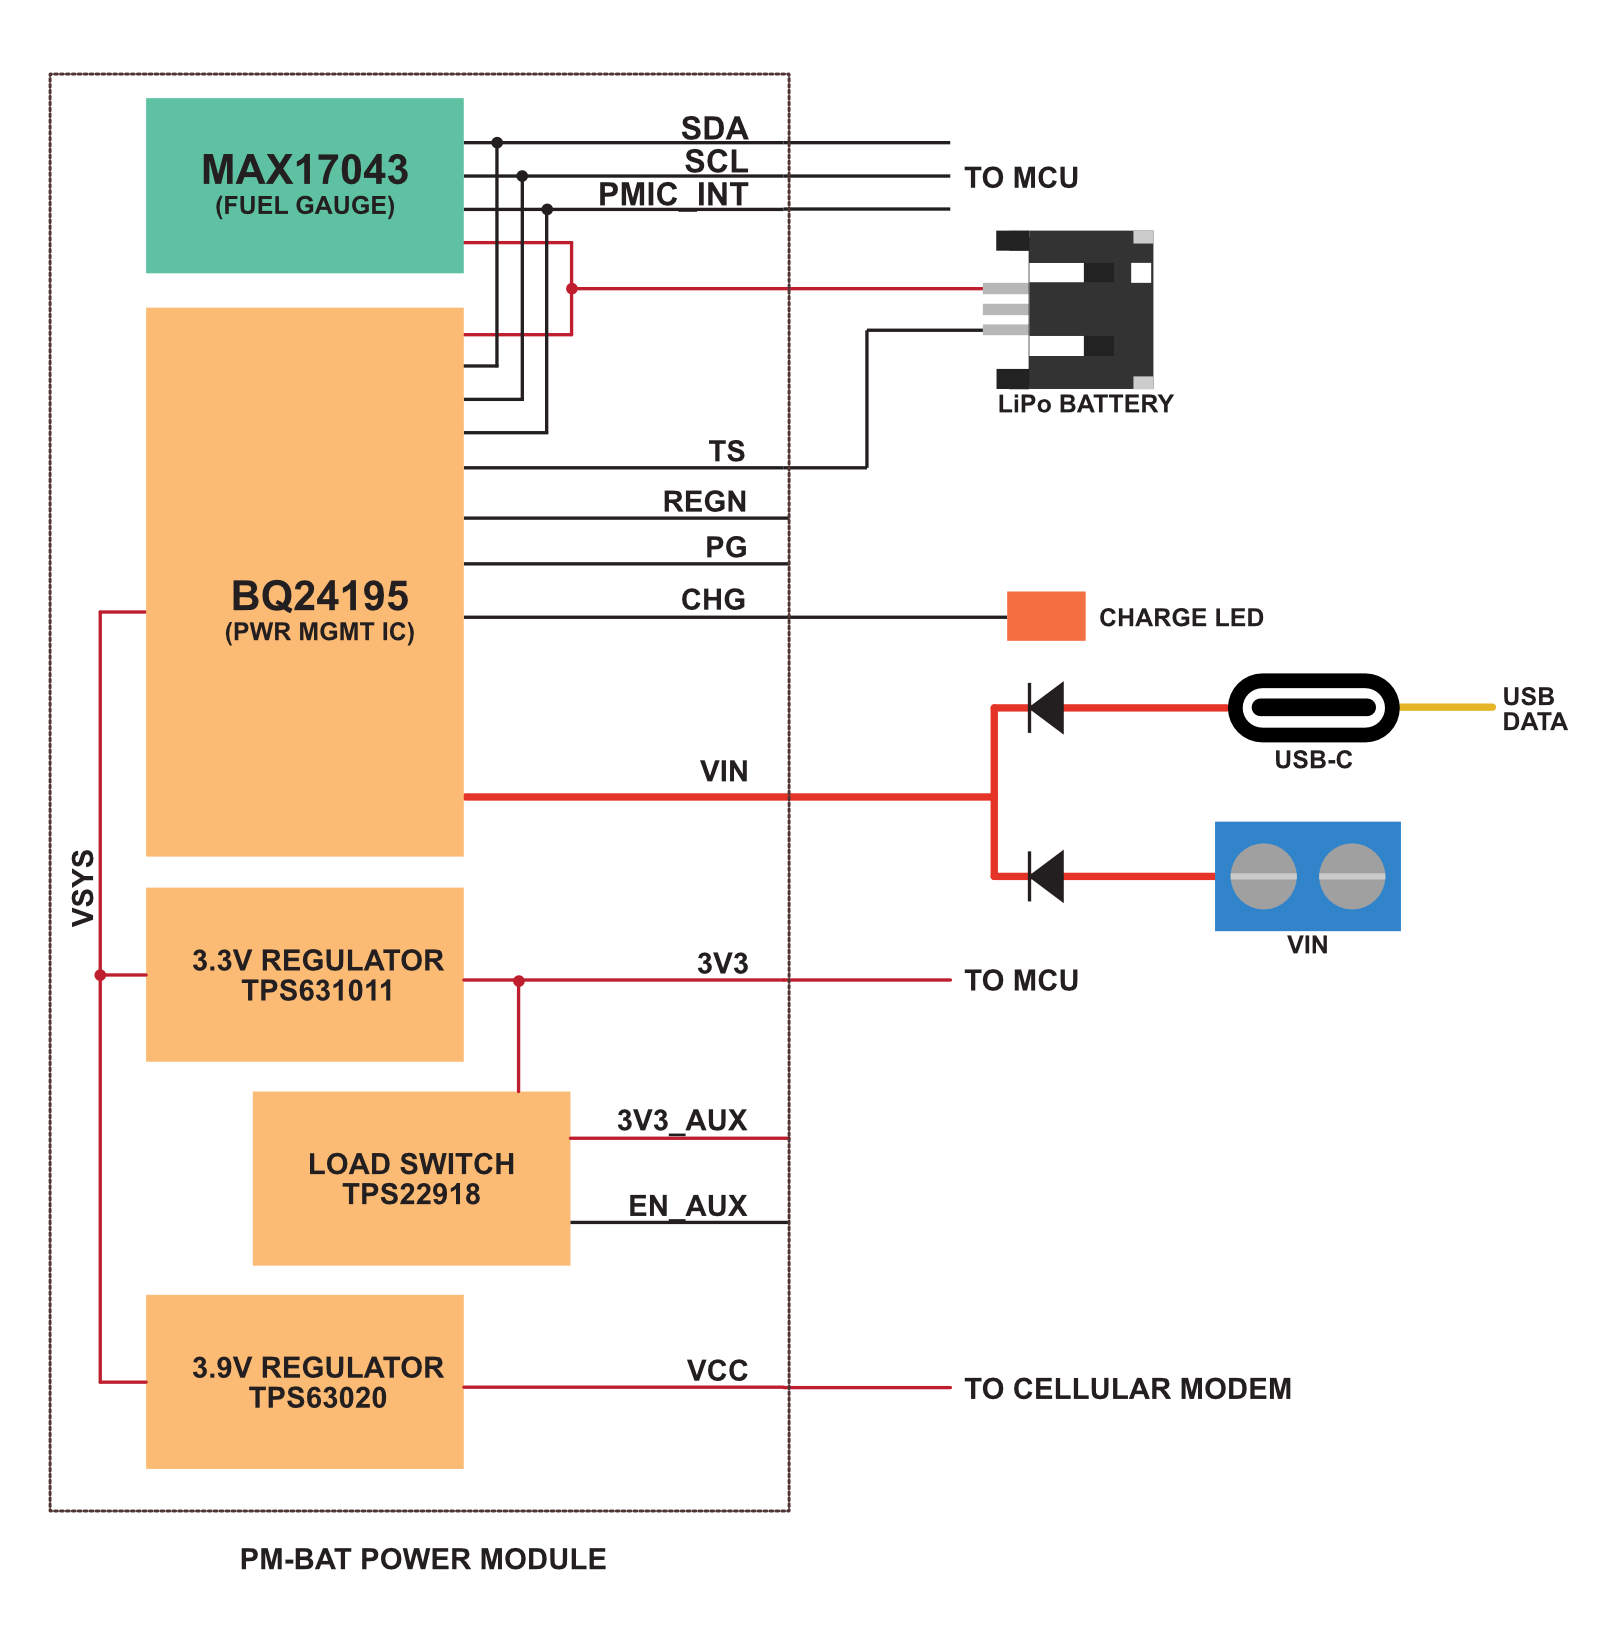 MAX17043
(FUEL GAUGE)
SDA
SCL
PMIC_INT
TO MCU
LiPo BATTERY
TS
REGN
PG
CHG
BQ24195
(PWR MGMT IC)
CHARGE LED
USB
DATA
USB-C
VIN
VIN
VSYS
3.3V REGULATOR
TPS631011
3V3
TO MCU
3V3_AUX
LOAD SWITCH
TPS22918
EN_AUX
3.9V REGULATOR
TPS63020
VCC
TO CELLULAR MODEM
PM-BAT POWER MODULE